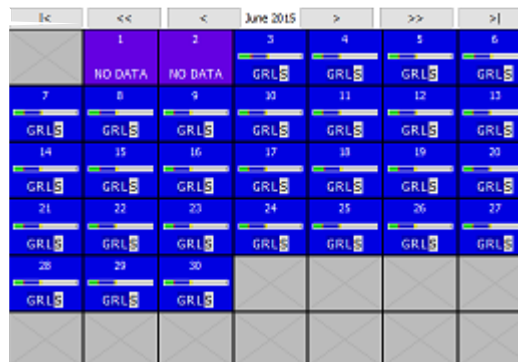 |< << < June 2015 > >> >|
1 2 3 4 5 6
NO DATA NO DATA GRLS GRLS GRLS GRLS
7 8 9 10 11 12 13
GRLS GRLS GRLS GRLS GRLS GRLS GRLS
14 15 16 17 18 19 20
GRLS GRLS GRLS GRLS GRLS GRLS GRLS
21 22 23 24 25 26 27
GRLS GRLS GRLS GRLS GRLS GRLS GRLS
28 29 30
GRLS GRLS GRLS